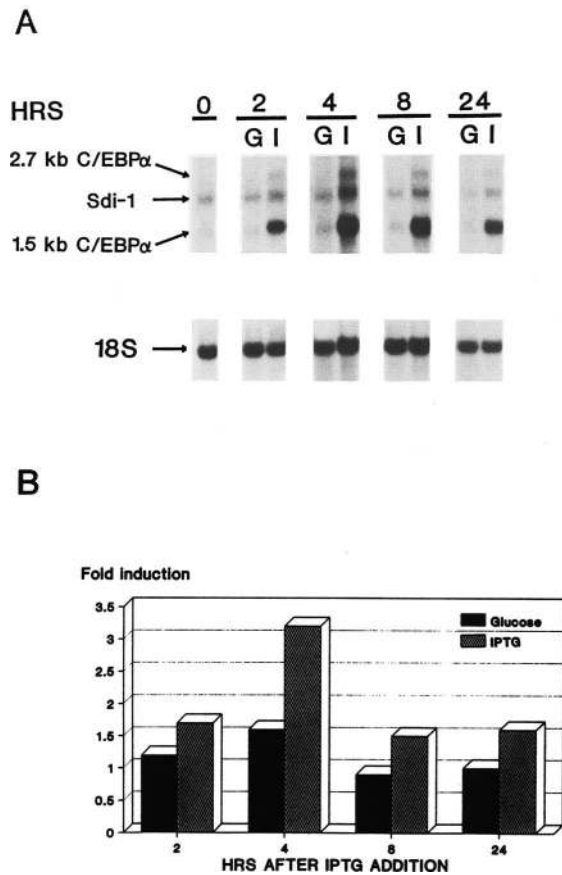 A
HRS 0 2 4 8 24
G I G I G I G I
2.7 kb C/EBPα
Sdi-1
1.5 kb C/EBPα
18S
B
Fold induction
3.5
3
2.5
2
1.5
1
0.5
0
Glucose
IPTG
2 4 8 24
HRS AFTER IPTG ADDITION